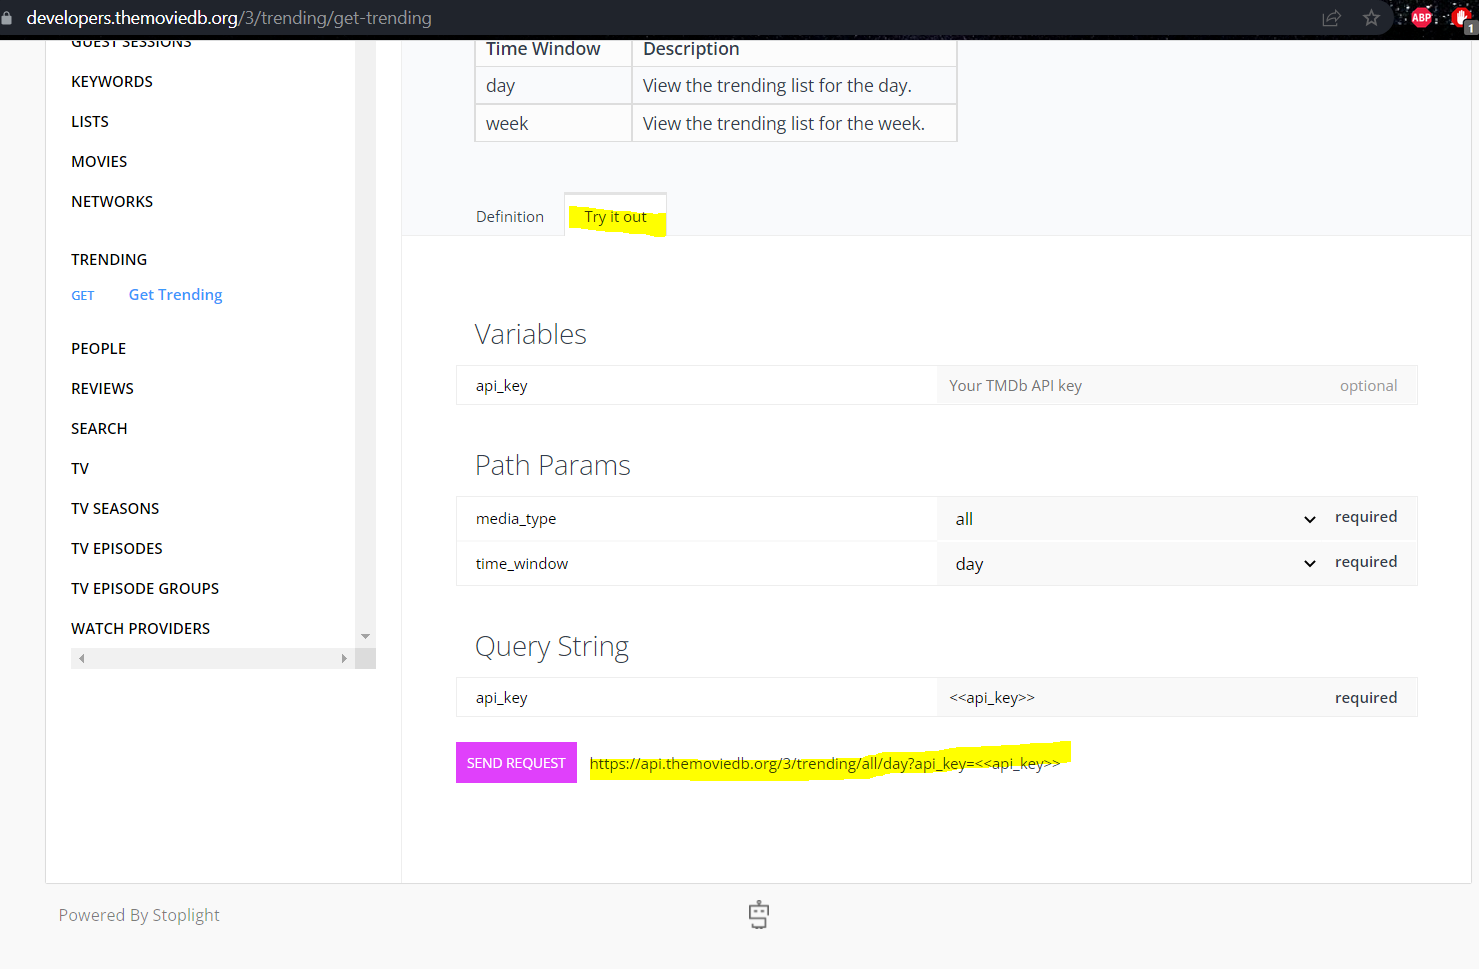 developers.themoviedb.org/3/trending/get-trending
ABP
1
GUEST SESSIONS
KEYWORDS
LISTS
MOVIES
NETWORKS
TRENDING
GET Get Trending
PEOPLE
REVIEWS
SEARCH
TV
TV SEASONS
TV EPISODES
TV EPISODE GROUPS
WATCH PROVIDERS
Time Window Description
day View the trending list for the day.
week View the trending list for the week.
Definition Try it out
Variables
api_key Your TMDb API key optional
Path Params
media_type all required
time_window day required
Query String
api_key <<api_key>> required
SEND REQUEST https://api.themoviedb.org/3/trending/all/day?api_key=<<api_key>>
Powered By Stoplight